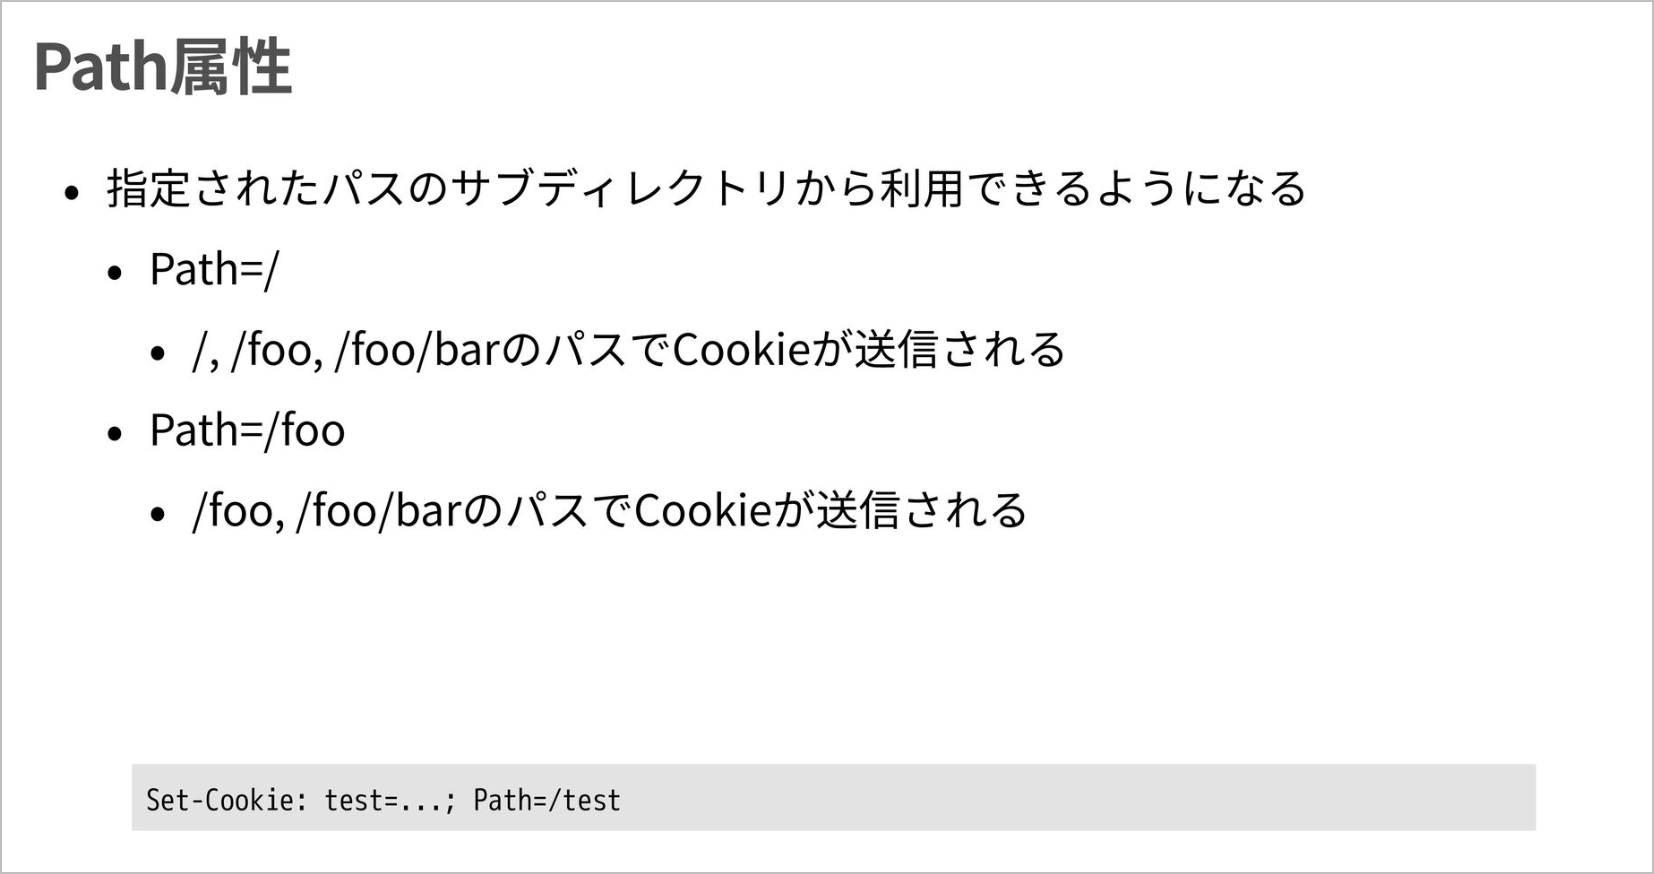 Path属性
• 指定されたパスのサブディレクトリから利用できるようになる
• Path=/
• /, /foo, /foo/barのパスでCookieが送信される
• Path=/foo
• /foo, /foo/barのパスでCookieが送信される
Set-Cookie: test=...; Path=/test